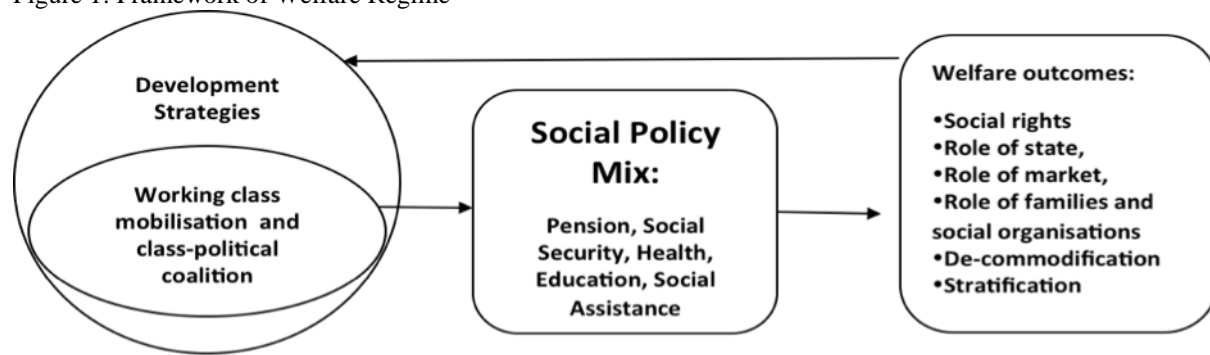 Figure 1: Framework of Welfare Regime
Development
Strategies
Working class
mobilisation and
class-political
coalition
Social Policy
Mix:
Pension, Social
Security, Health,
Education, Social
Assistance
Welfare outcomes:
•Social rights
•Role of state,
•Role of market,
•Role of families and
social organisations
•De-commodification
•Stratification